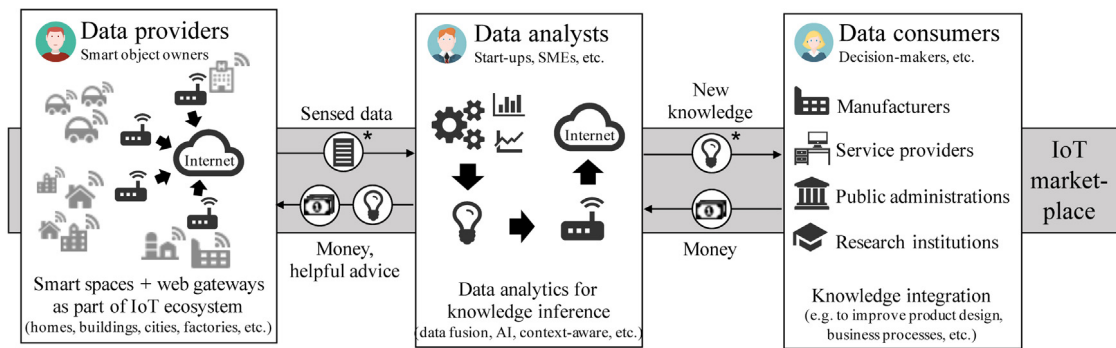 Data providers
Smart object owners
Internet
Smart spaces + web gateways
as part of IoT ecosystem
(homes, buildings, cities, factories, etc.)
Sensed data
*
Money,
helpful advice
Data analysts
Start-ups, SMEs, etc.
Internet
Data analytics for
knowledge inference
(data fusion, AI, context-aware, etc.)
New
knowledge
*
Money
Data consumers
Decision-makers, etc.
Manufacturers
Service providers
Public administrations
Research institutions
Knowledge integration
(e.g. to improve product design,
business processes, etc.)
IoT
market-
place